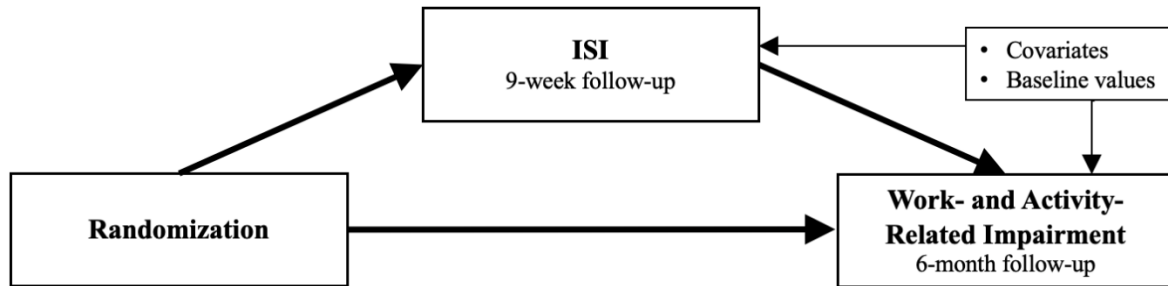 ISI
9-week follow-up
• Covariates
• Baseline values
Randomization
Work- and Activity-
Related Impairment
6-month follow-up